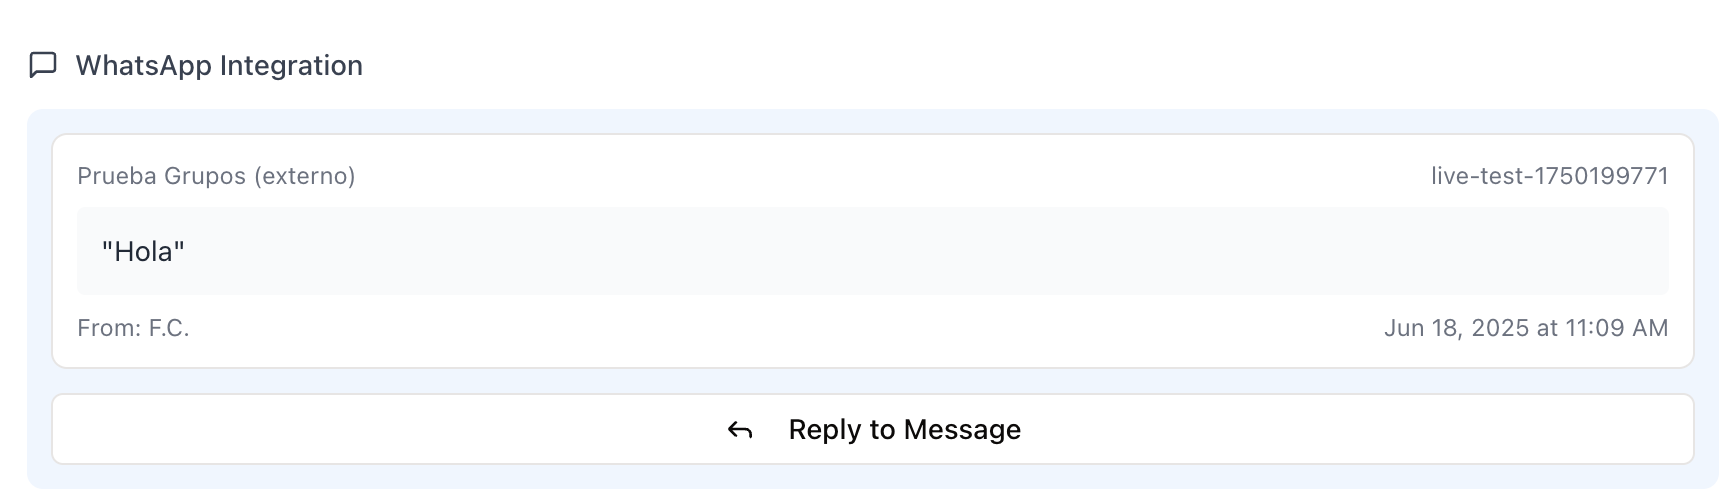 WhatsApp Integration
Prueba Grupos (externo) live-test-1750199771
"Hola"
From: F.C. Jun 18, 2025 at 11:09 AM
Reply to Message